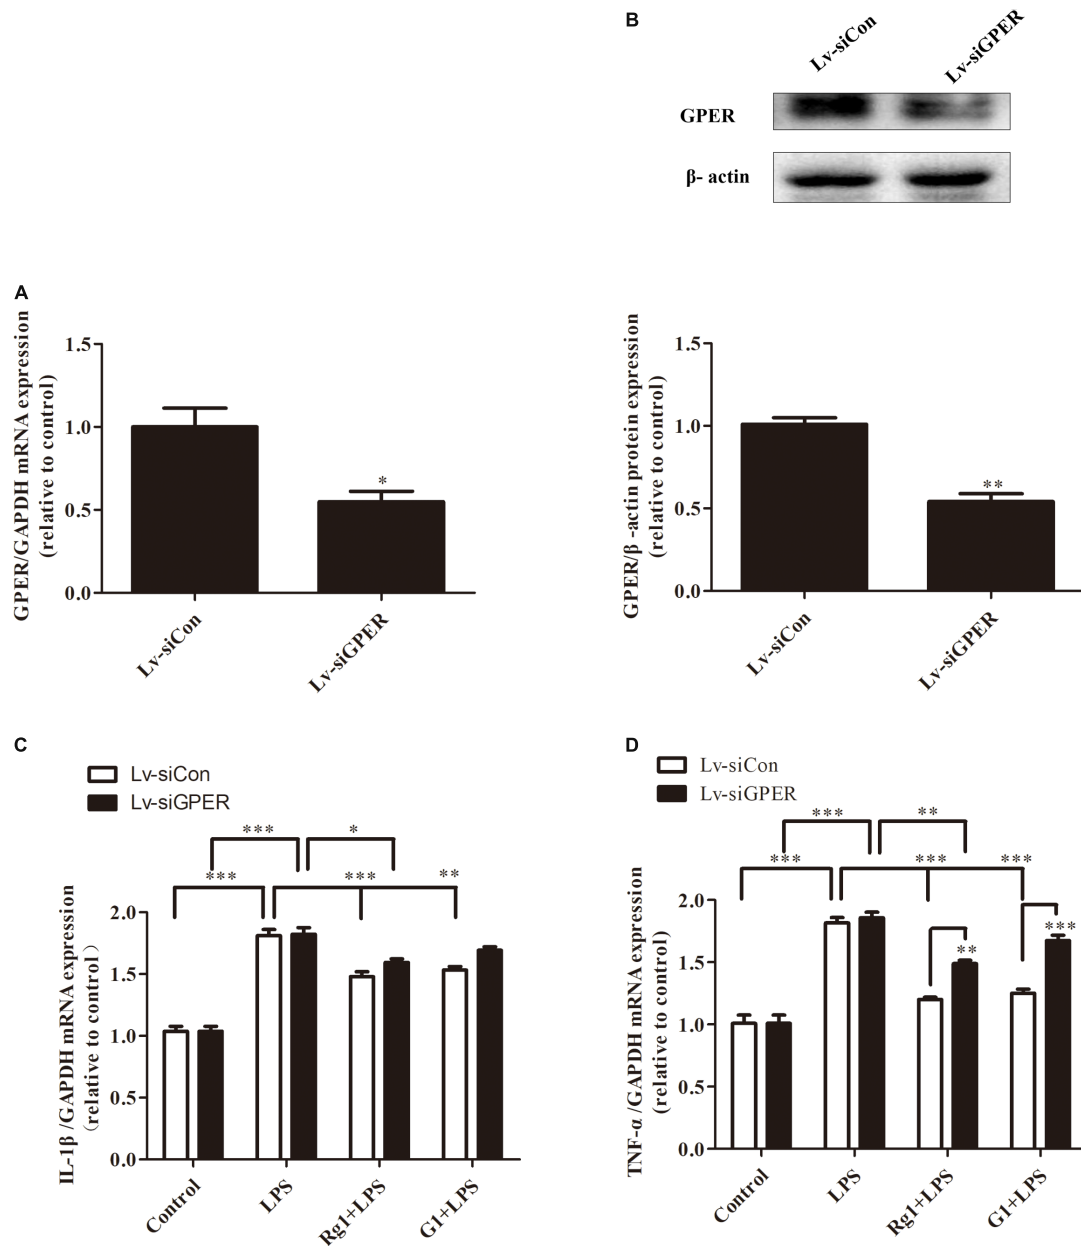 B
Lv-siCon
Lv-siGPER
GPER
β- actin
A
GPER/GAPDH mRNA expression
(relative to control)
1.5
1.0
0.5
0.0
*
Lv-siCon
Lv-siGPER
GPER/β -actin protein expression
(relative to control)
1.5
1.0
0.5
0.0
**
Lv-siCon
Lv-siGPER
C
Lv-siCon
Lv-siGPER
*** *
*** *** **
IL-1β /GAPDH mRNA expression
(relative to control)
2.0
1.5
1.0
0.5
0.0
Control
LPS
Rg1+LPS
G1+LPS
D
Lv-siCon
Lv-siGPER
*** **
*** *** ***
** ***
TNF-α /GAPDH mRNA expression
(relative to control)
2.0
1.5
1.0
0.5
0.0
Control
LPS
Rg1+LPS
G1+LPS